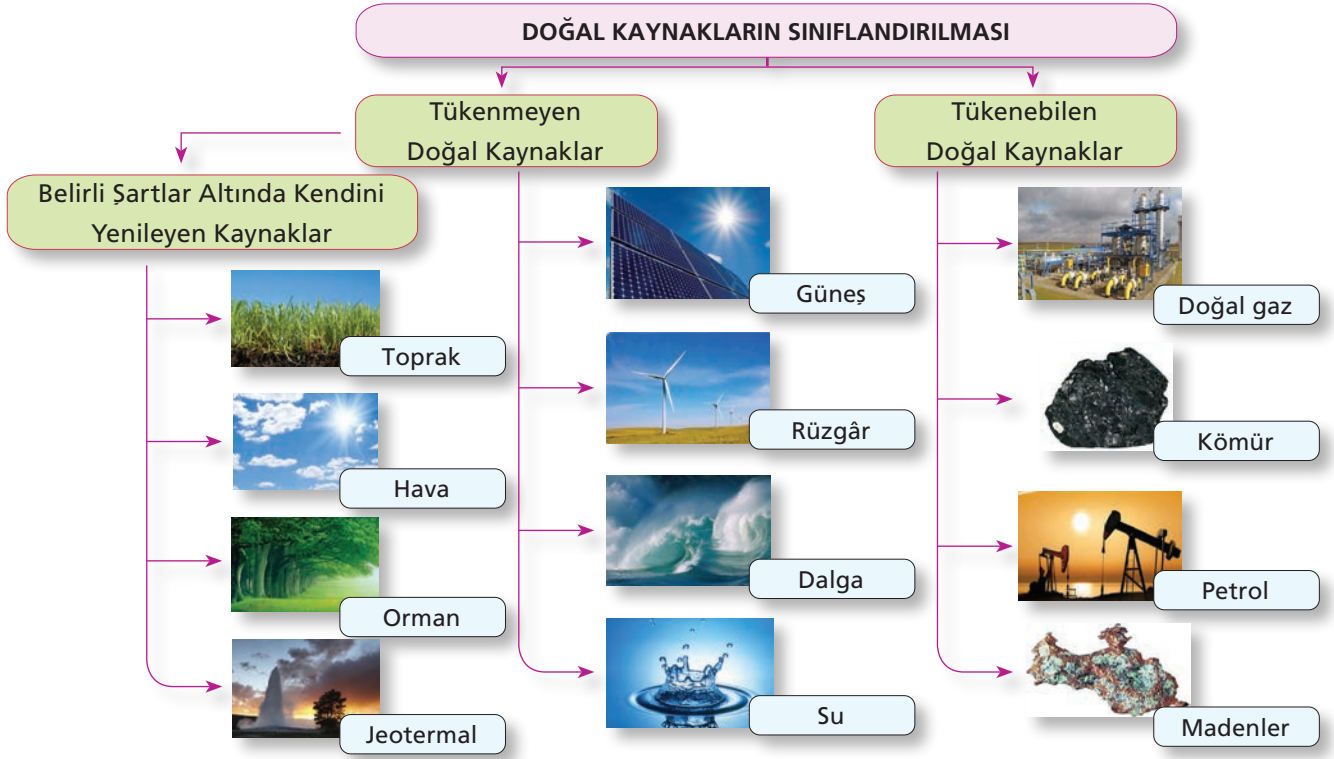 DOĞAL KAYNAKLARIN SINIFLANDIRILMASI
Tükenmeyen
Doğal Kaynaklar
Tükenebilen
Doğal Kaynaklar
Belirli Şartlar Altında Kendini
Yenileyen Kaynaklar
Toprak
Hava
Orman
Jeotermal
Güneş
Rüzgâr
Dalga
Su
Doğal gaz
Kömür
Petrol
Madenler